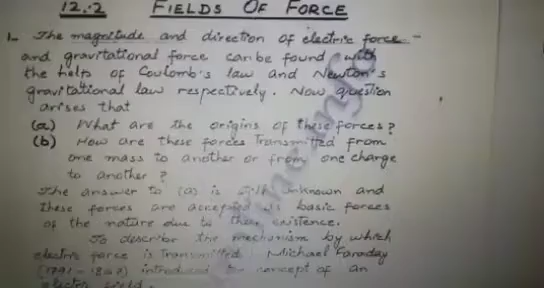 12.2 FIELDS OF FORCE
1- The magnitude and direction of electric force -
and gravitational force can be found with
the help of Coulomb's law and Newton's
gravitational law respectively. Now question
arises that
(a) What are the origins of these forces?
(b) How are these forces Transmitted from
one mass to another or from one charge
to another?
The answer to (a) is still unknown and
these forces are accepted as basic forces
of the nature due to their existence.
To describe the mechanism by which
electric force is Transmitted, Michael Faraday
(1791-1867) introduced the concept of an
electric field.